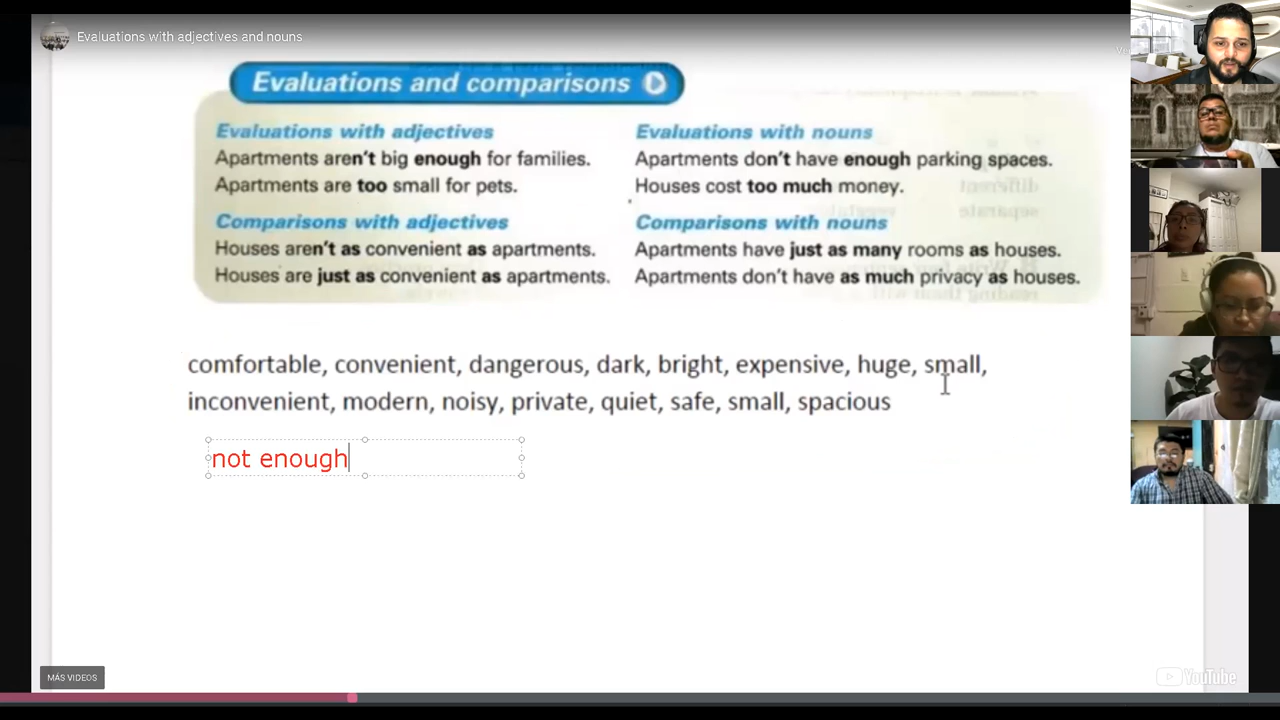 Evaluations with adjectives and nouns
Evaluations and comparisons
Evaluations with adjectives
Apartments aren't big enough for families.
Apartments are too small for pets.
Comparisons with adjectives
Houses aren't as convenient as apartments.
Houses are just as convenient as apartments.
Evaluations with nouns
Apartments don't have enough parking spaces.
Houses cost too much money.
Comparisons with nouns
Apartments have just as many rooms as houses.
Apartments don't have as much privacy as houses.
comfortable, convenient, dangerous, dark, bright, expensive, huge, small,
inconvenient, modern, noisy, private, quiet, safe, small, spacious
not enough
MÁS VIDEOS
YouTube